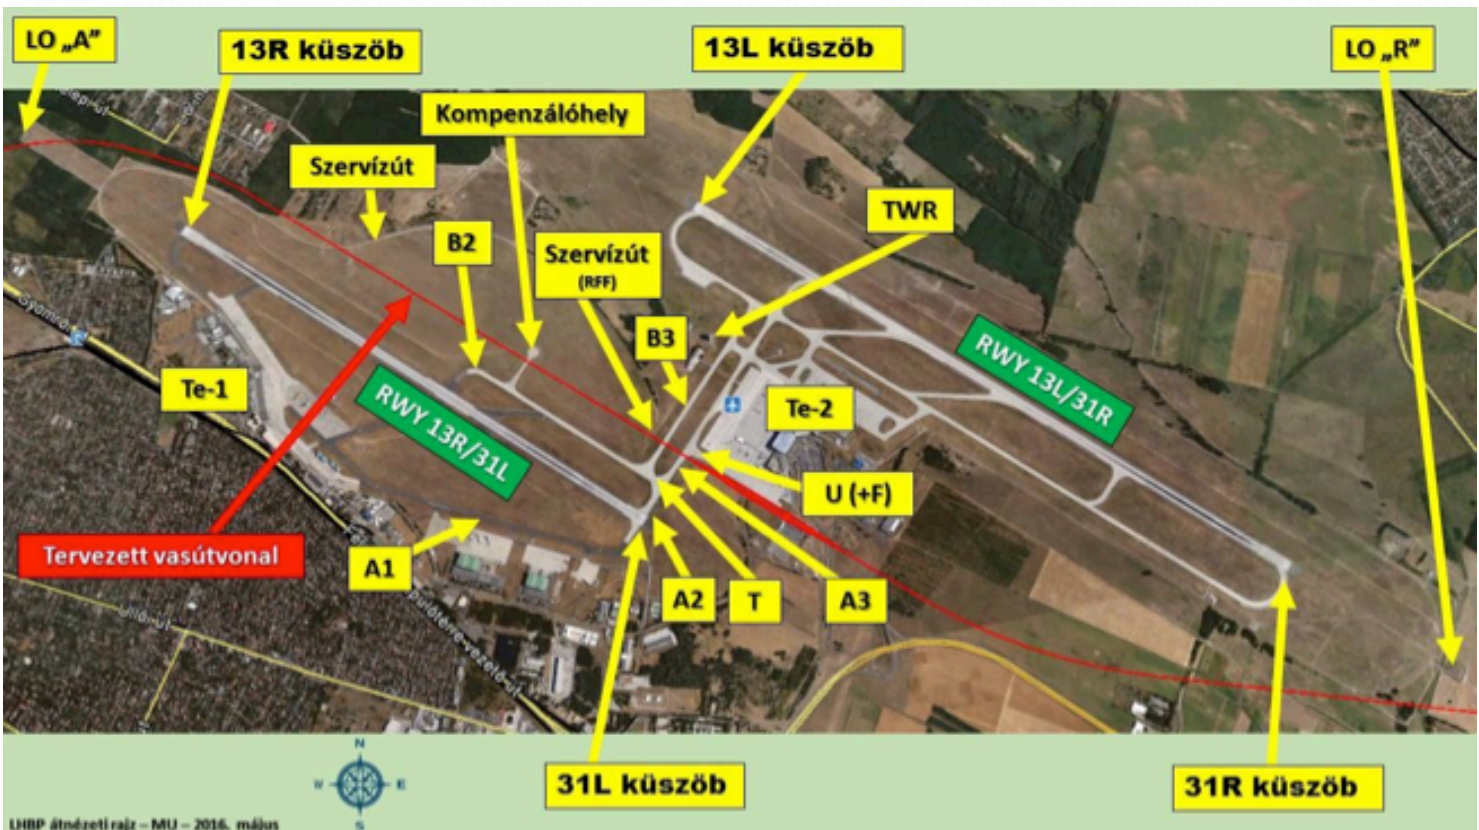 LO „A”
13R küszöb
13L küszöb
LO „R”
Kompenzálóhely
Szervízút
TWR
B2
Szervízút
(RFF)
B3
RWY 13L/31R
Te-1
Te-2
RWY 13R/31L
U (+F)
Tervezett vasútvonal
A1
A2
T
A3
Üllői út
N
W
E
S
31L küszöb
31R küszöb
LHBP átnézeti rajz – MU – 2016. május